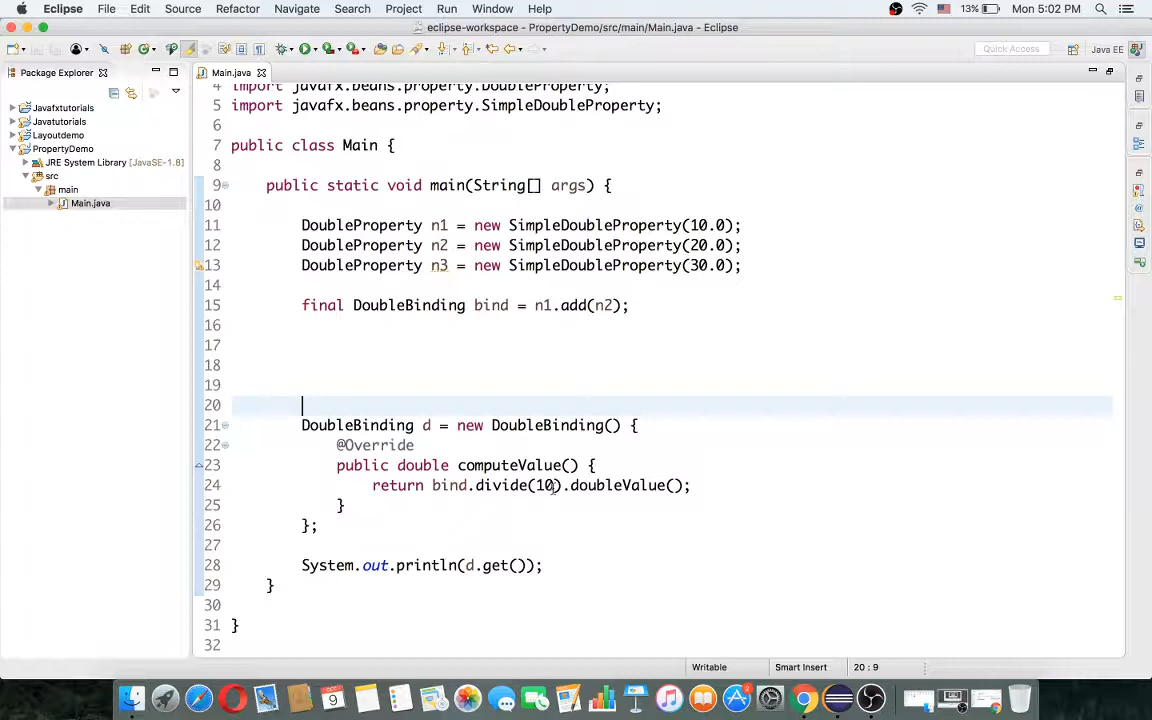 Eclipse File Edit Source Refactor Navigate Search Project Run Window Help 13% Mon 5:02 PM
eclipse-workspace - PropertyDemo/src/main/Main.java - Eclipse
Quick Access Java EE
Package Explorer
Main.java
Javafxtutorials
Javatutorials
Layoutdemo
PropertyDemo
JRE System Library [JavaSE-1.8]
src
main
Main.java
4 import javafx.beans.property.DoubleProperty;
5 import javafx.beans.property.SimpleDoubleProperty;
6
7 public class Main {
8
9 public static void main(String[] args) {
10
11 DoubleProperty n1 = new SimpleDoubleProperty(10.0);
12 DoubleProperty n2 = new SimpleDoubleProperty(20.0);
13 DoubleProperty n3 = new SimpleDoubleProperty(30.0);
14
15 final DoubleBinding bind = n1.add(n2);
16
17
18
19
20
21 DoubleBinding d = new DoubleBinding() {
22 @Override
23 public double computeValue() {
24 return bind.divide(10).doubleValue();
25 }
26 };
27
28 System.out.println(d.get());
29 }
30
31 }
32
Writable Smart Insert 20 : 9